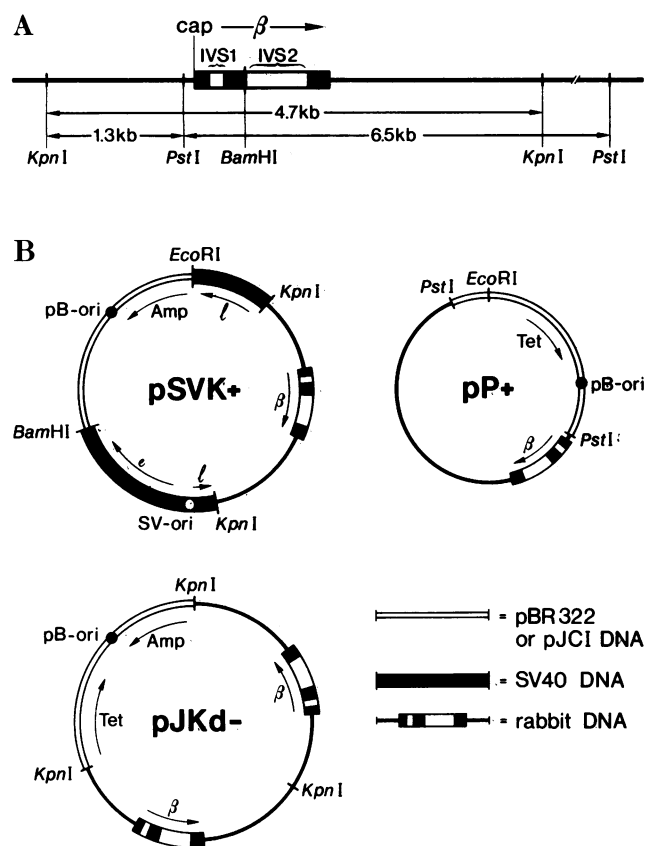 A
cap β
IVS1 IVS2
4.7kb
1.3kb 6.5kb
KpnI PstI BamHI KpnI PstI
B
EcoRI
KpnI
pB-ori
Amp
l
pSVK+
β
BamHI
e
l
SV-ori
KpnI
PstI
EcoRI
Tet
pP+
pB-ori
PstI
β
KpnI
pB-ori
Amp
β
Tet
pJKd-
KpnI
KpnI
β
= pBR322
or pJCI DNA
= SV40 DNA
= rabbit DNA